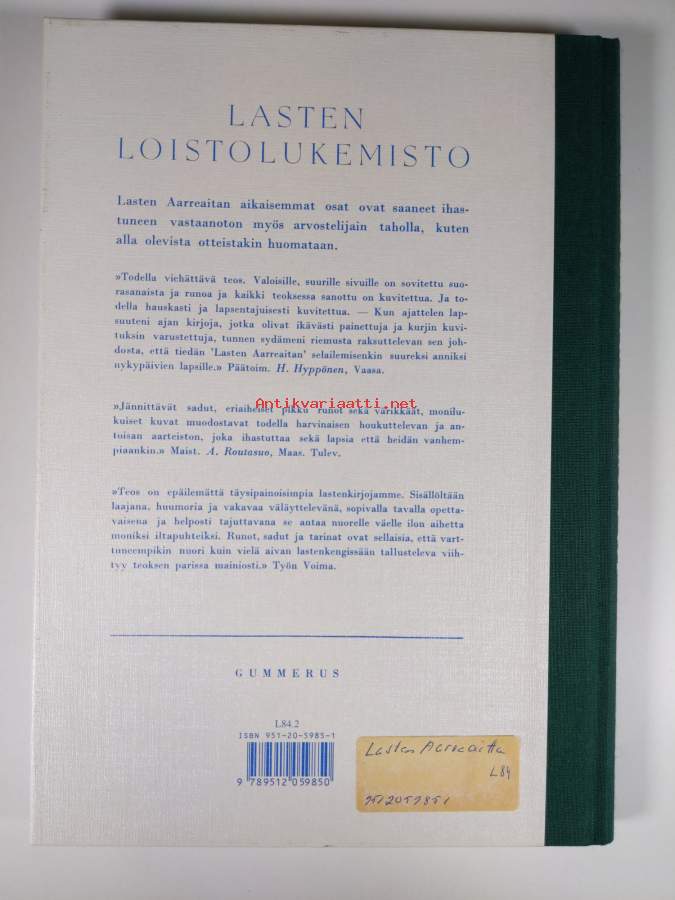 LASTEN
LOISTOLUKEMISTO
Lasten Aarreaitan aikaisemmat osat ovat saaneet ihas-
tuneen vastaanoton myös arvostelijain taholla, kuten
alla olevista otteistakin huomataan.
»Todella viehättävä teos. Valoisille, suurille sivuille on sovitettu suo-
rasanaista ja runoa ja kaikki teoksessa sanottu on kuvitettua. Ja to-
della hauskasti ja lapsentajuisesti kuvitettua. — Kun ajattelen lap-
suuteni ajan kirjoja, jotka olivat ikävästi painettuja ja kurjin kuvi-
tuksin varustettuja, tunnen sydämeni riemusta raksuttelevan sen joh-
dosta, että tiedän 'Lasten Aarreaitan' selailemisenkin suureksi anniksi
nykypäivien lapsille.» Päätoim. H. Hyppönen, Vaasa.
Antikvariaatti.net
»Jännittävät sadut, eriaiheiset pikku runot sekä värikkäät, monilu-
kuiset kuvat muodostavat todella harvinaisen houkuttelevan ja an-
toisan aarteiston, joka ihastuttaa sekä lapsia että heidän vanhem-
piaankin.» Maist. A. Routasuo, Maas. Tulev.
»Teos on epäilemättä täysipainoisimpia lastenkirjojamme. Sisällöltään
laajana, huumoria ja vakavaa väläyttelevänä, sopivalla tavalla opetta-
vaisena ja helposti tajuttavana se antaa nuorelle väelle ilon aihetta
moniksi iltapuhteiksi. Runot, sadut ja tarinat ovat sellaisia, että vart-
tuneempikin nuori kuin vielä aivan lastenkengissään tallusteleva viih-
tyy teoksen parissa mainiosti.» Työn Voima.
GUMMERUS
L84.2
ISBN 951-20-5985-1
9 789512 059850
Lasten Aarreaitta
L84
9512059851